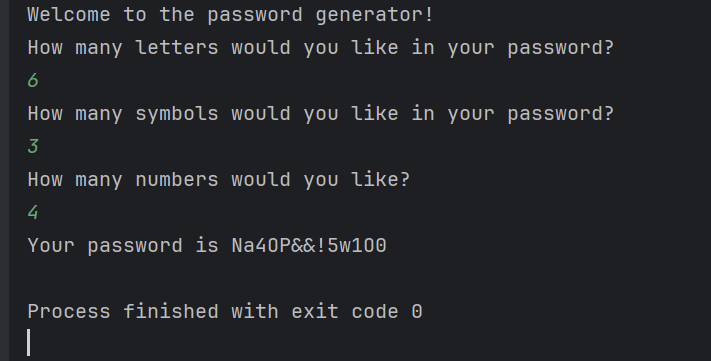 Welcome to the password generator!
How many letters would you like in your password?
6
How many symbols would you like in your password?
3
How many numbers would you like?
4
Your password is Na4OP&&!5w1O0
Process finished with exit code 0